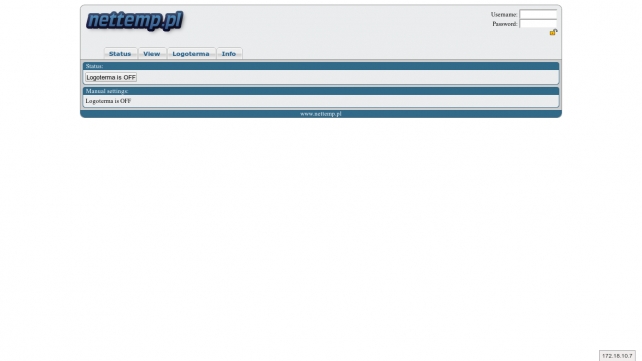 nettemp.pl
Username:
Password:
Status View Logoterma Info
Status:
Logoterma is OFF
Manual settings:
Logoterma is OFF
www.nettemp.pl
172.18.10.7